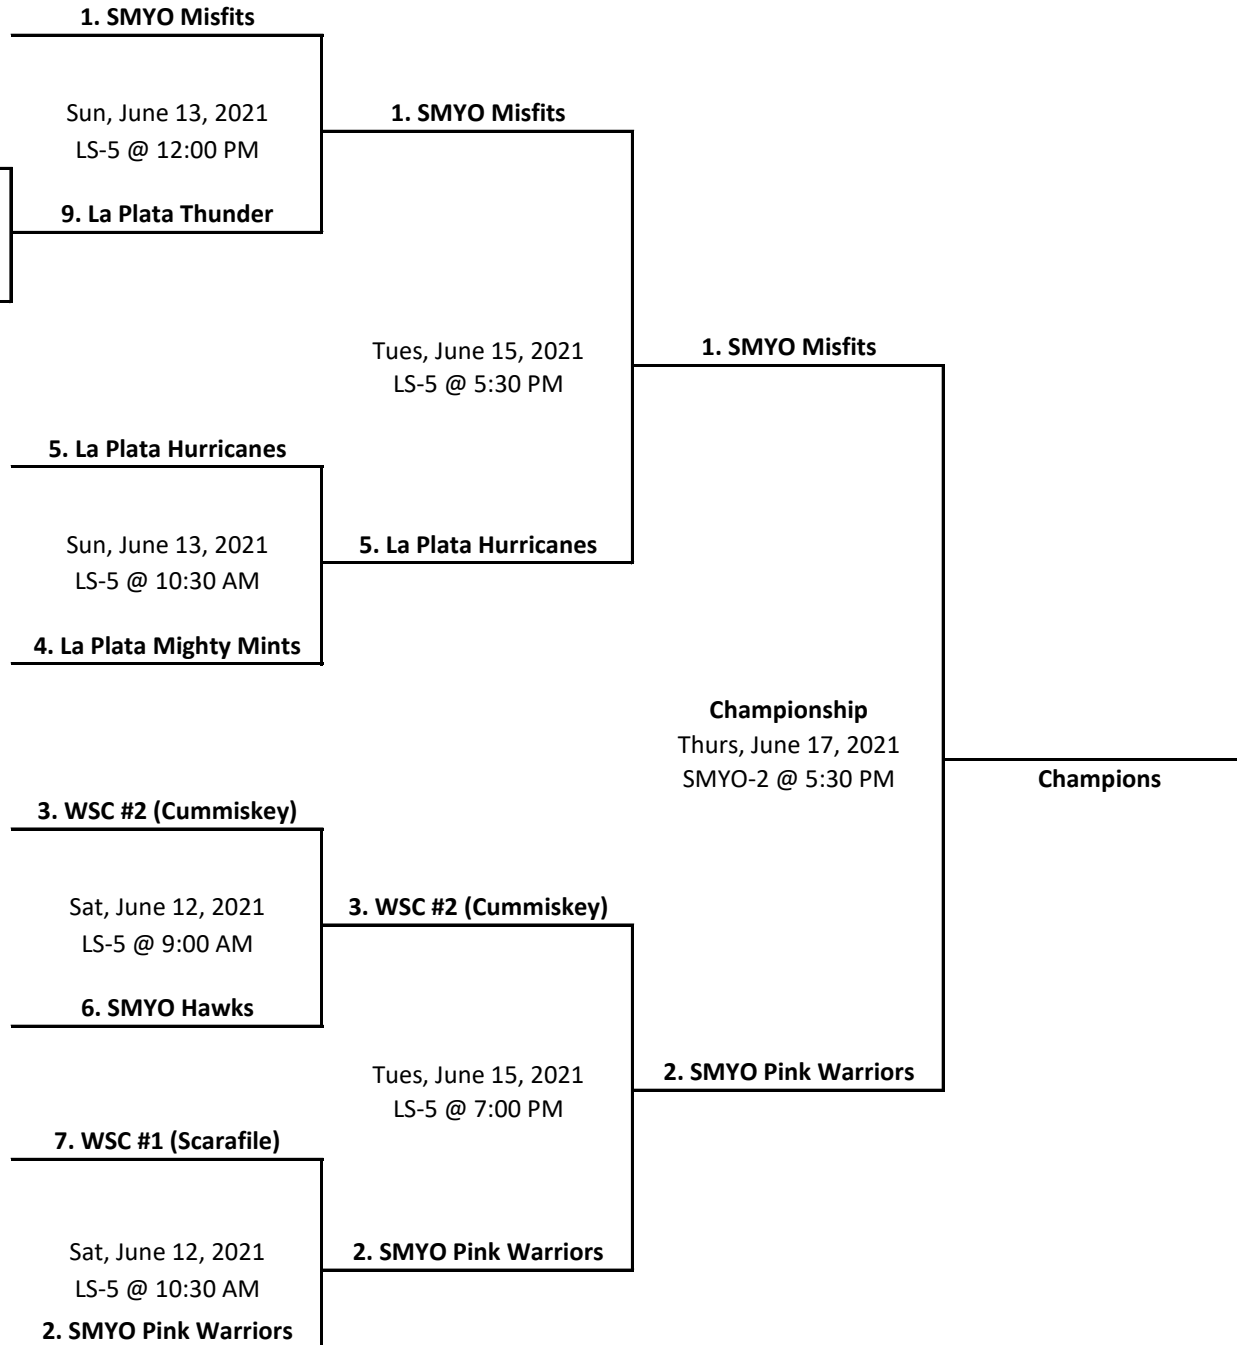 1. SMYO Misfits
Sun, June 13, 2021
LS-5 @ 12:00 PM
1. SMYO Misfits
9. La Plata Thunder
Tues, June 15, 2021
LS-5 @ 5:30 PM
1. SMYO Misfits
5. La Plata Hurricanes
Sun, June 13, 2021
LS-5 @ 10:30 AM
5. La Plata Hurricanes
4. La Plata Mighty Mints
Championship
Thurs, June 17, 2021
SMYO-2 @ 5:30 PM
Champions
3. WSC #2 (Cummiskey)
Sat, June 12, 2021
LS-5 @ 9:00 AM
3. WSC #2 (Cummiskey)
6. SMYO Hawks
Tues, June 15, 2021
LS-5 @ 7:00 PM
2. SMYO Pink Warriors
7. WSC #1 (Scarafile)
Sat, June 12, 2021
LS-5 @ 10:30 AM
2. SMYO Pink Warriors
2. SMYO Pink Warriors